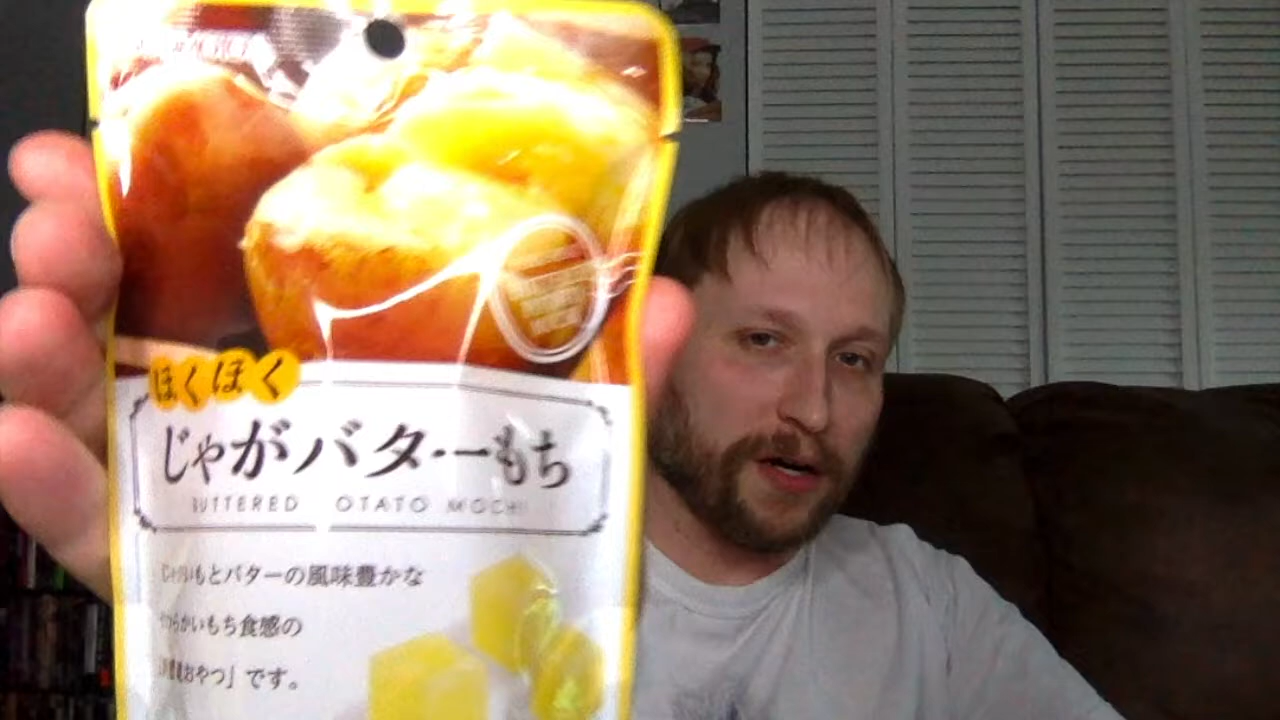 ほくほく
じゃがバターもち
UTTERED OTATO MOCHI
もとバターの風味豊かな
らかいもち食感の
おやつ」です。